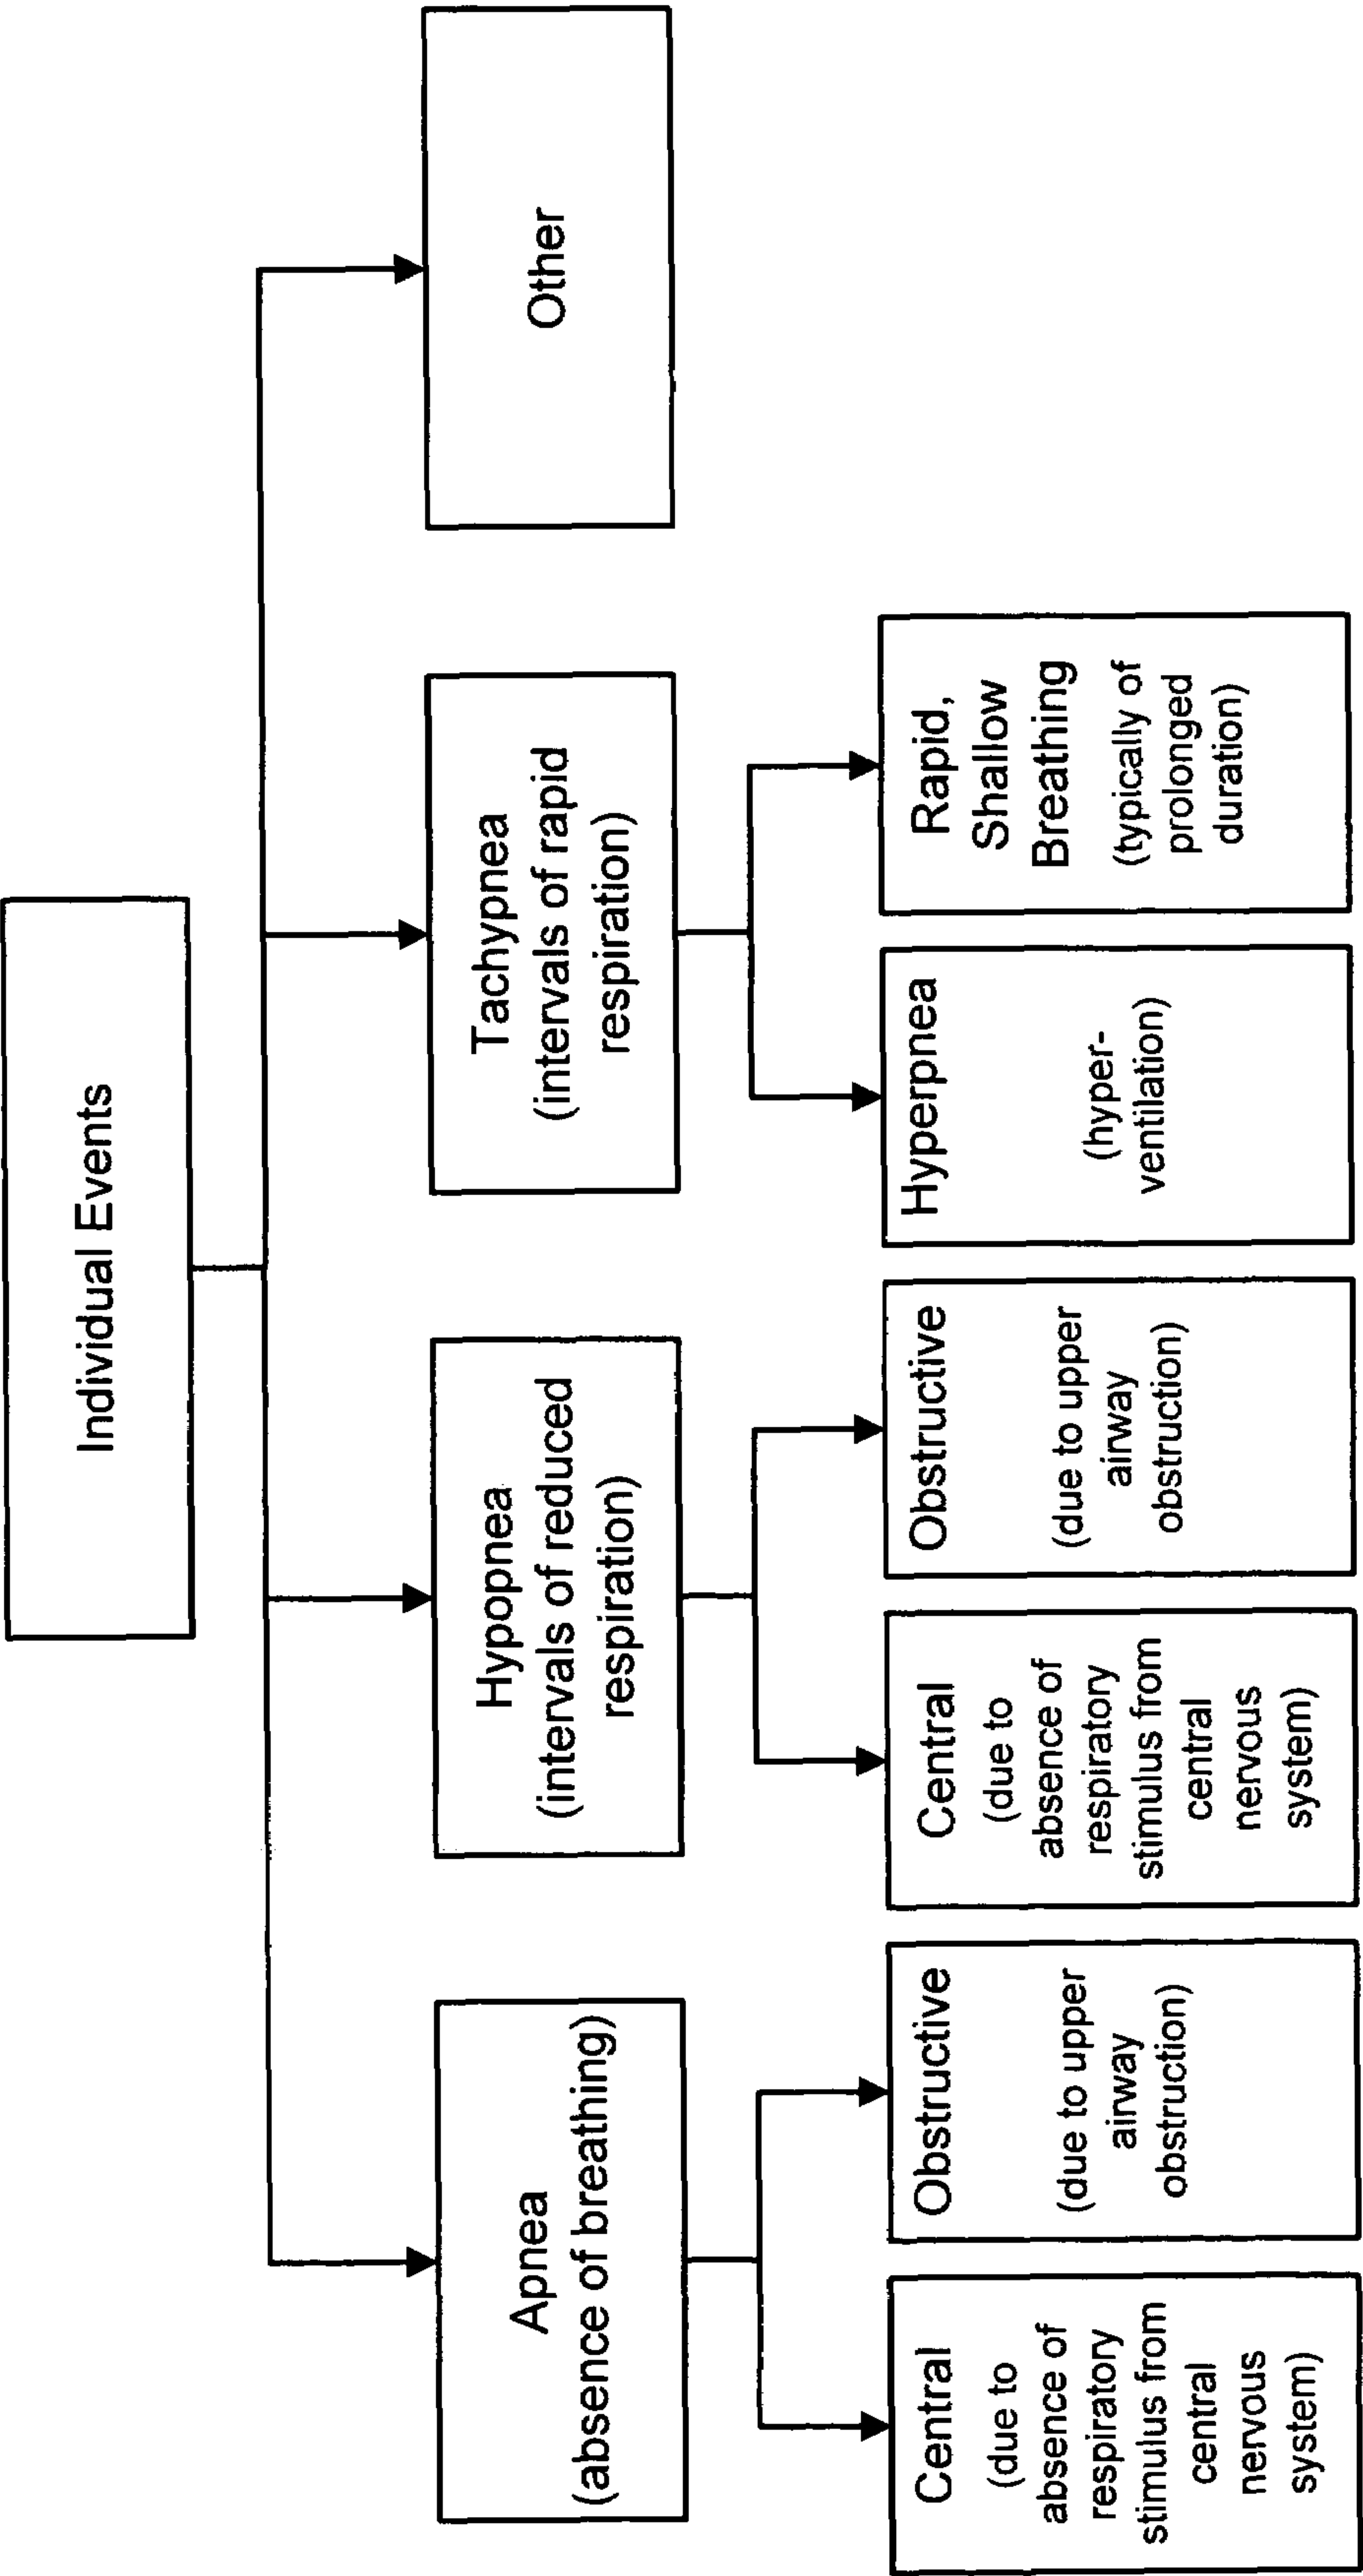 Individual Events
Apnea
(absence of breathing)
Hypopnea
(intervals of reduced
respiration)
Tachypnea
(intervals of rapid
respiration)
Other
Central
(due to
absence of
respiratory
stimulus from
central
nervous
system)
Obstructive
(due to upper
airway
obstruction)
Central
(due to
absence of
respiratory
stimulus from
central
nervous
system)
Obstructive
(due to upper
airway
obstruction)
Hyperpnea
(hyper-
ventilation)
Rapid,
Shallow
Breathing
(typically of
prolonged
duration)